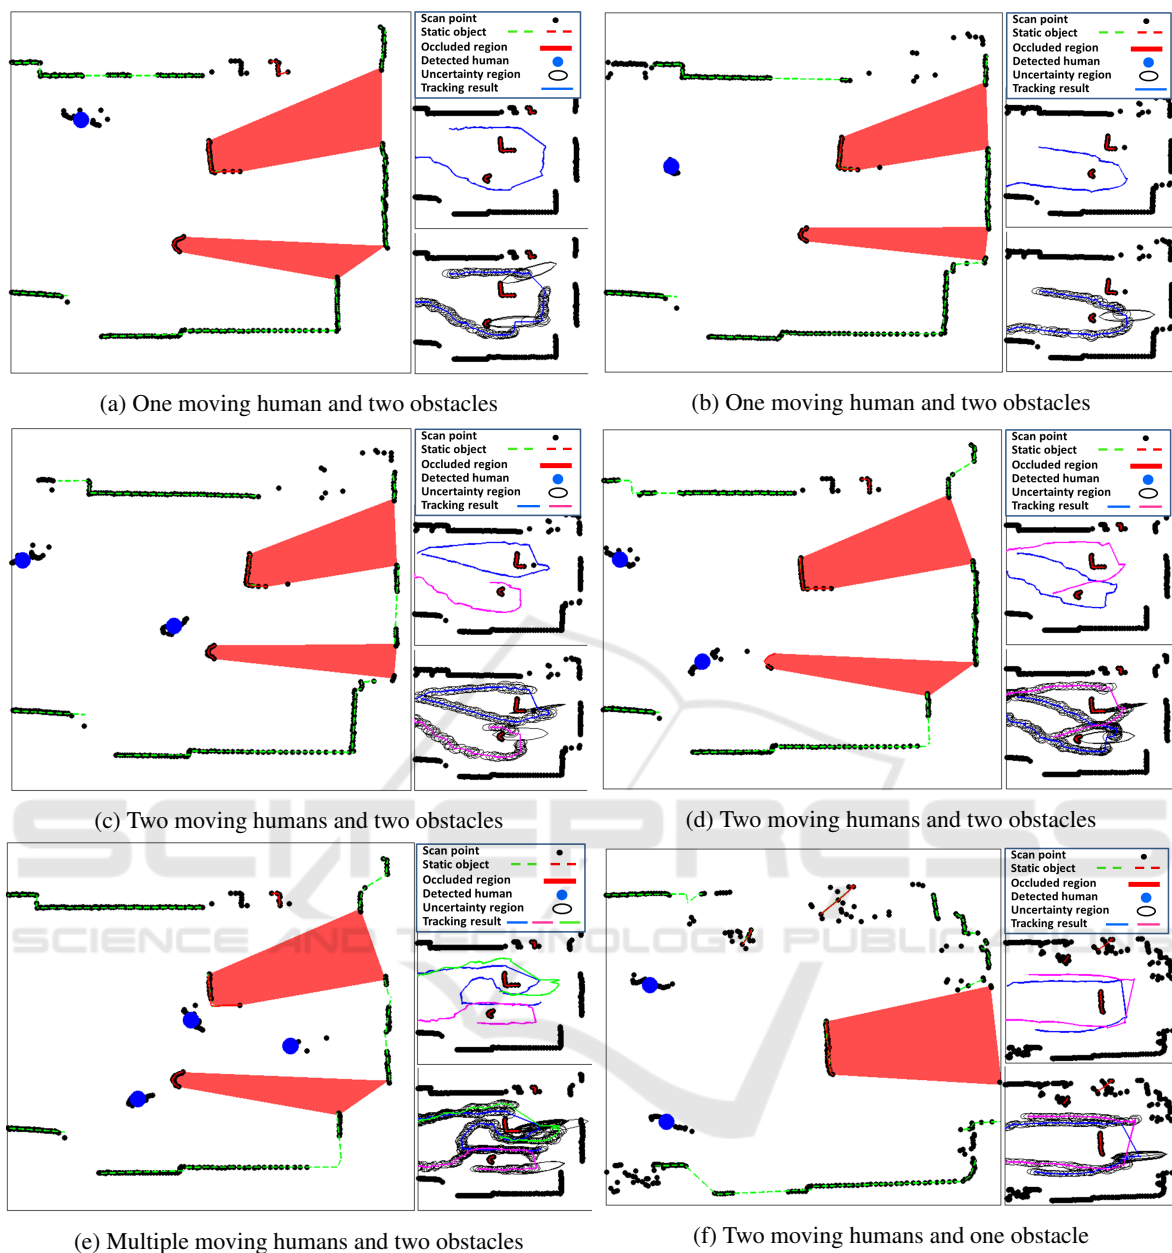 Scan point
Static object
Occluded region
Detected human
Uncertainty region
Tracking result
Scan point
Static object
Occluded region
Detected human
Uncertainty region
Tracking result
(a) One moving human and two obstacles
(b) One moving human and two obstacles
Scan point
Static object
Occluded region
Detected human
Uncertainty region
Tracking result
Scan point
Static object
Occluded region
Detected human
Uncertainty region
Tracking result
(c) Two moving humans and two obstacles
(d) Two moving humans and two obstacles
SCITEPRESS
SCIENCE AND TECHNOLOGY PUBLICATIONS
Scan point
Static object
Occluded region
Detected human
Uncertainty region
Tracking result
Scan point
Static object
Occluded region
Detected human
Uncertainty region
Tracking result
(e) Multiple moving humans and two obstacles
(f) Two moving humans and one obstacle